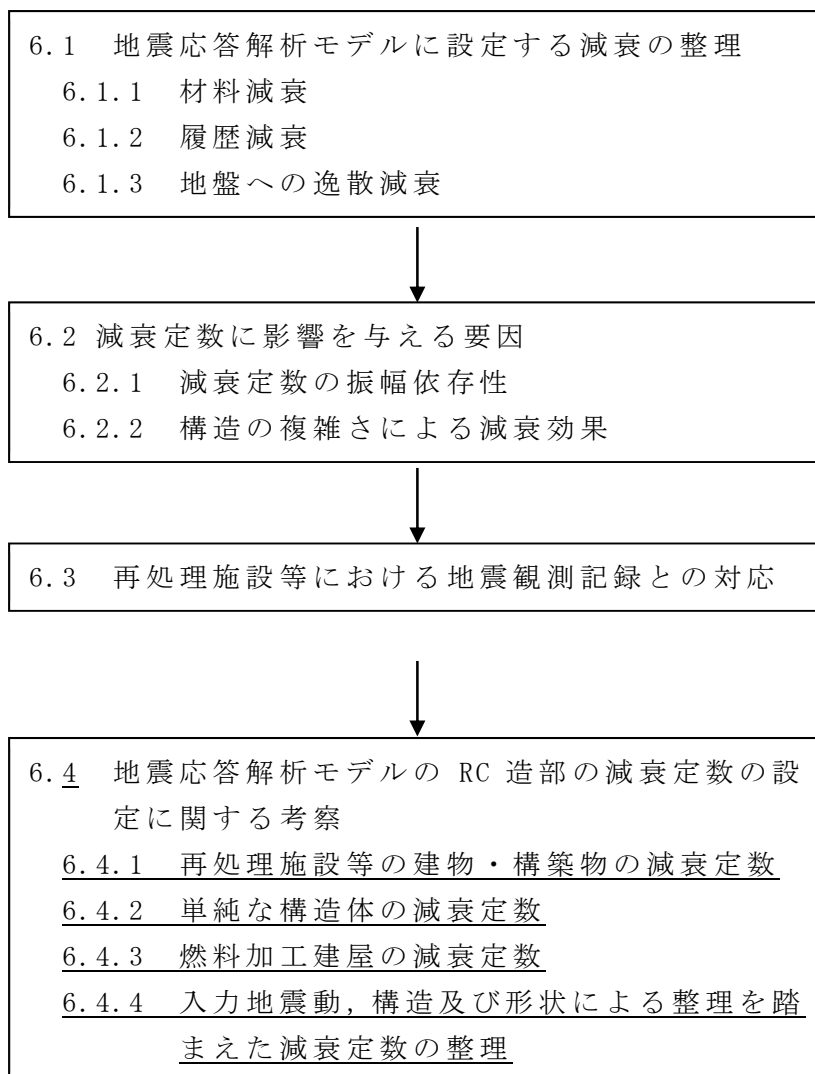 6.1 地震応答解析モデルに設定する減衰の整理
6.1.1 材料減衰
6.1.2 履歴減衰
6.1.3 地盤への逸散減衰
6.2 減衰定数に影響を与える要因
6.2.1 減衰定数の振幅依存性
6.2.2 構造の複雑さによる減衰効果
6.3 再処理施設等における地震観測記録との対応
6.4 地震応答解析モデルの RC 造部の減衰定数の設
定に関する考察
6.4.1 再処理施設等の建物・構築物の減衰定数
6.4.2 単純な構造体の減衰定数
6.4.3 燃料加工建屋の減衰定数
6.4.4 入力地震動,構造及び形状による整理を踏
まえた減衰定数の整理